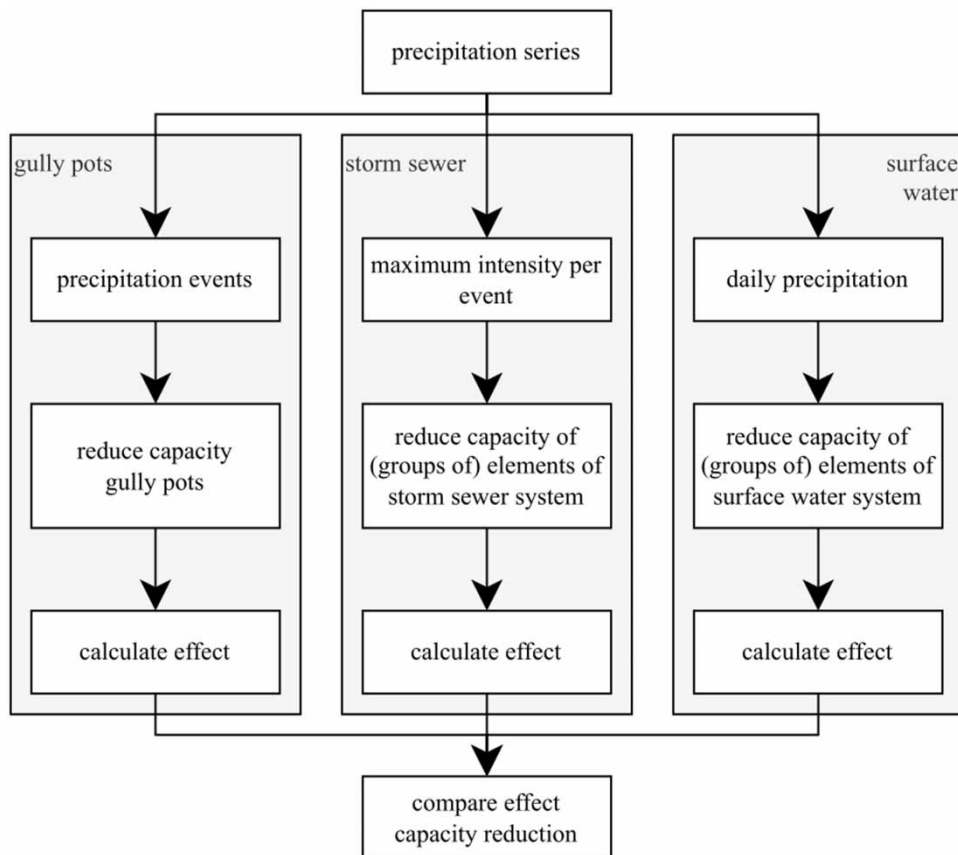 precipitation series
gully pots
storm sewer
surface
water
precipitation events
maximum intensity per
event
daily precipitation
reduce capacity
gully pots
reduce capacity of
(groups of) elements of
storm sewer system
reduce capacity of
(groups of) elements of
surface water system
calculate effect
calculate effect
calculate effect
compare effect
capacity reduction